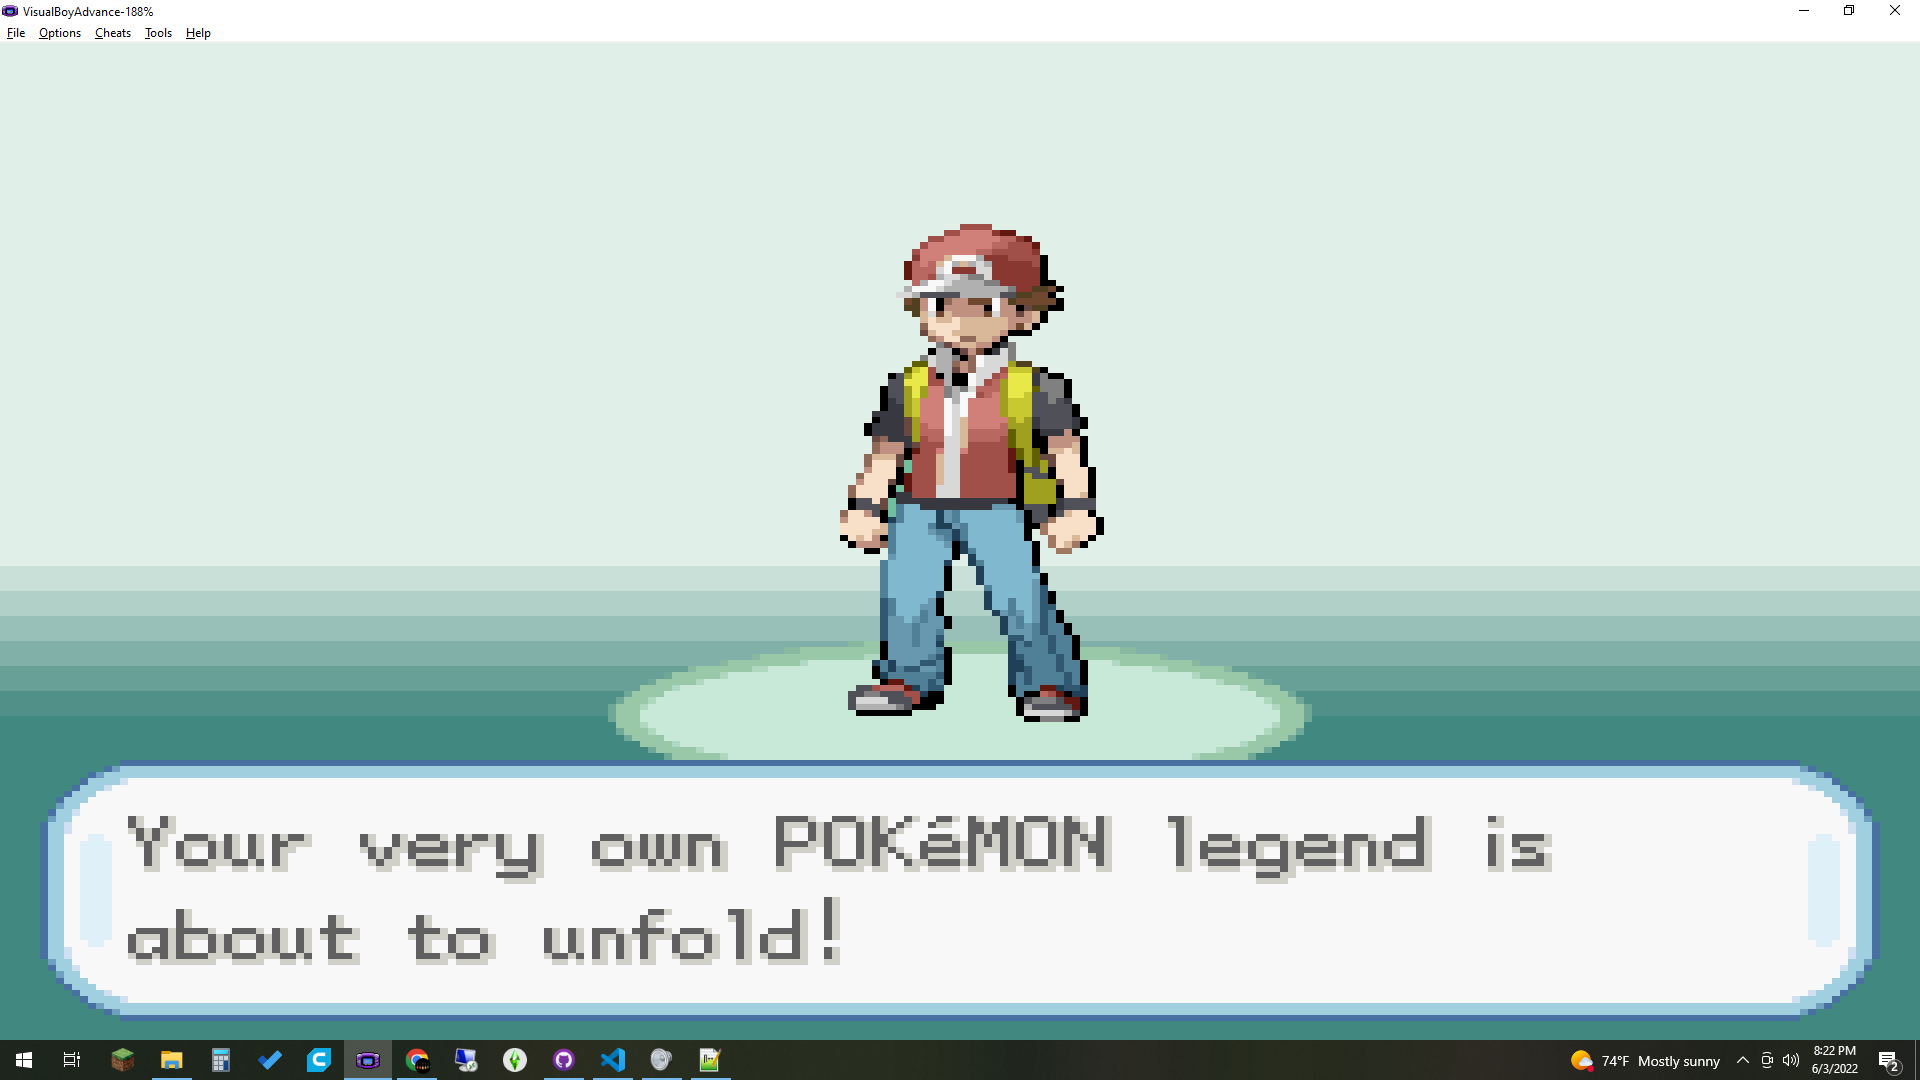 VisualBoyAdvance-188%
File Options Cheats Tools Help
Your very own POKéMON legend is
about to unfold!
74°F Mostly sunny
8:22 PM
6/3/2022
2